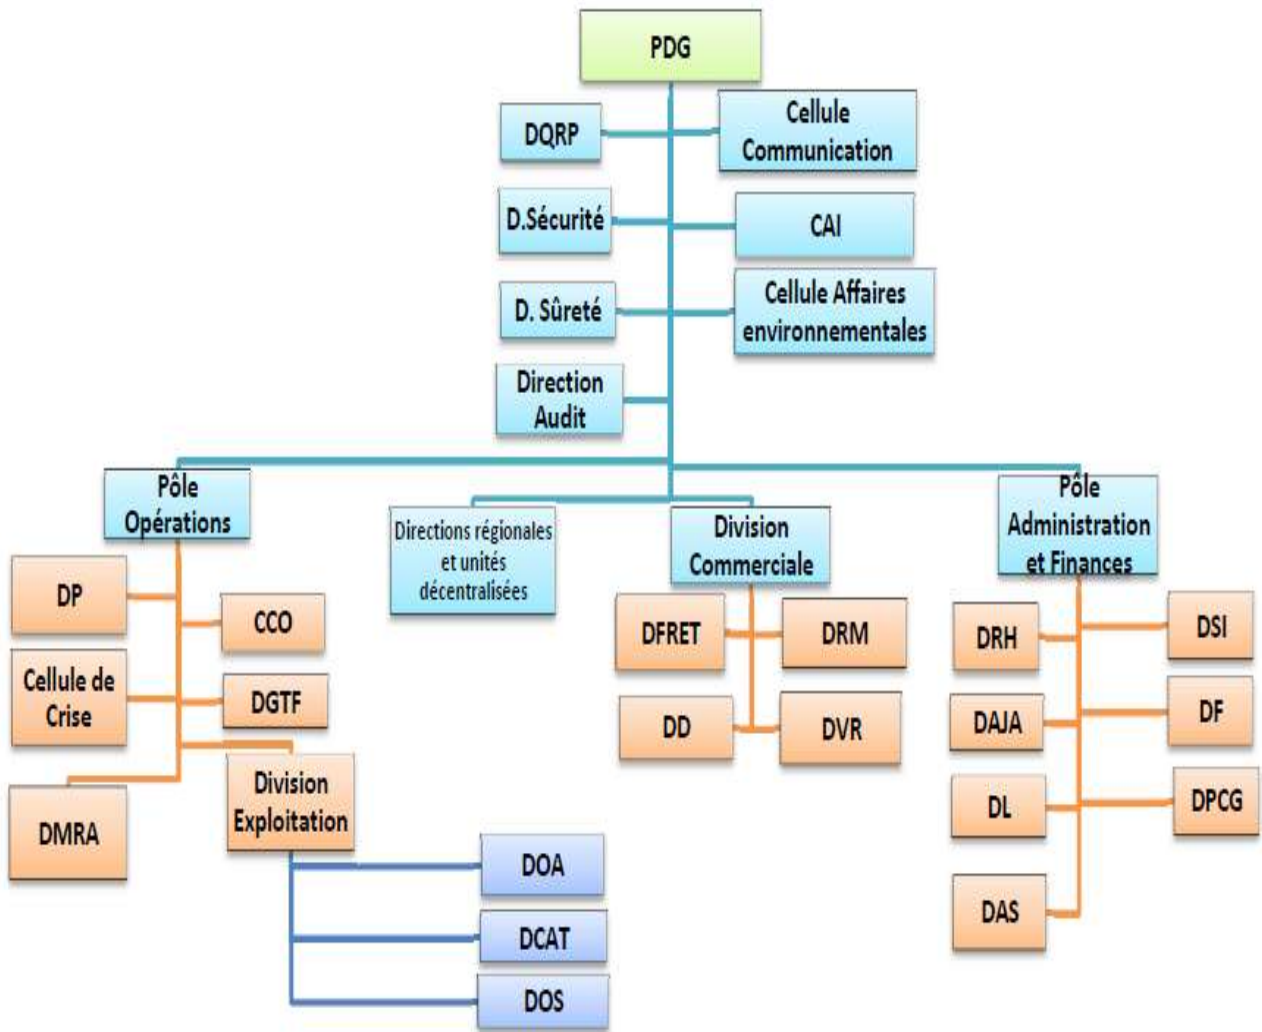 PDG
DQRP
Cellule
Communication
D.Sécurité
CAI
D. Sûreté
Cellule Affaires
environnementales
Direction
Audit
Pôle
Opérations
Directions régionales
et unités
décentralisées
Division
Commerciale
Pôle
Administration
et Finances
DP
CCO
Cellule de
Crise
DGTF
DMRA
Division
Exploitation
DOA
DCAT
DOS
DFRET
DRM
DD
DVR
DRH
DSI
DAJA
DF
DL
DPCG
DAS